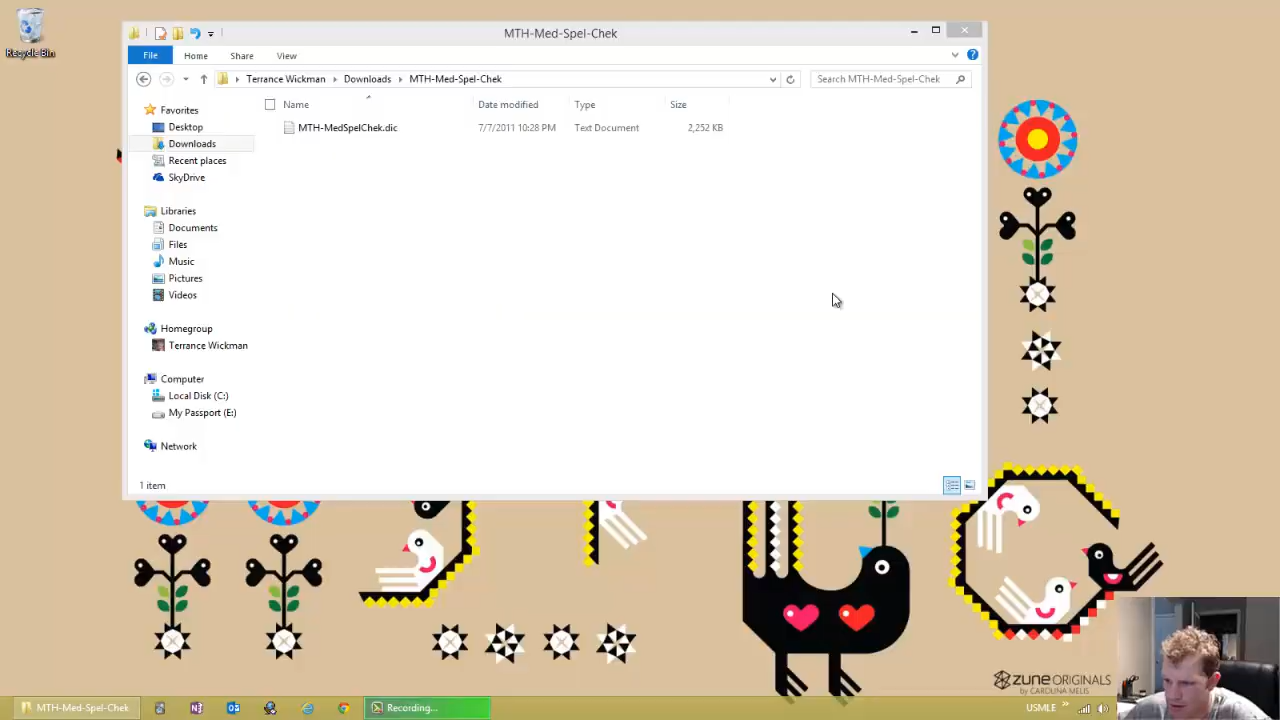 Recycle Bin
MTH-Med-Spel-Chek
File Home Share View
Terrance Wickman Downloads MTH-Med-Spel-Chek
Search MTH-Med-Spel-Chek
Name Date modified Type Size
MTH-MedSpelChek.dic 7/7/2011 10:28 PM Text Document 2,252 KB
Favorites
Desktop
Downloads
Recent places
SkyDrive
Libraries
Documents
Files
Music
Pictures
Videos
Homegroup
Terrance Wickman
Computer
Local Disk (C:)
My Passport (E:)
Network
1 item
zune ORIGINALS
by CAROLINA MELIS
MTH-Med-Spel-Chek
Recording...
USMLE